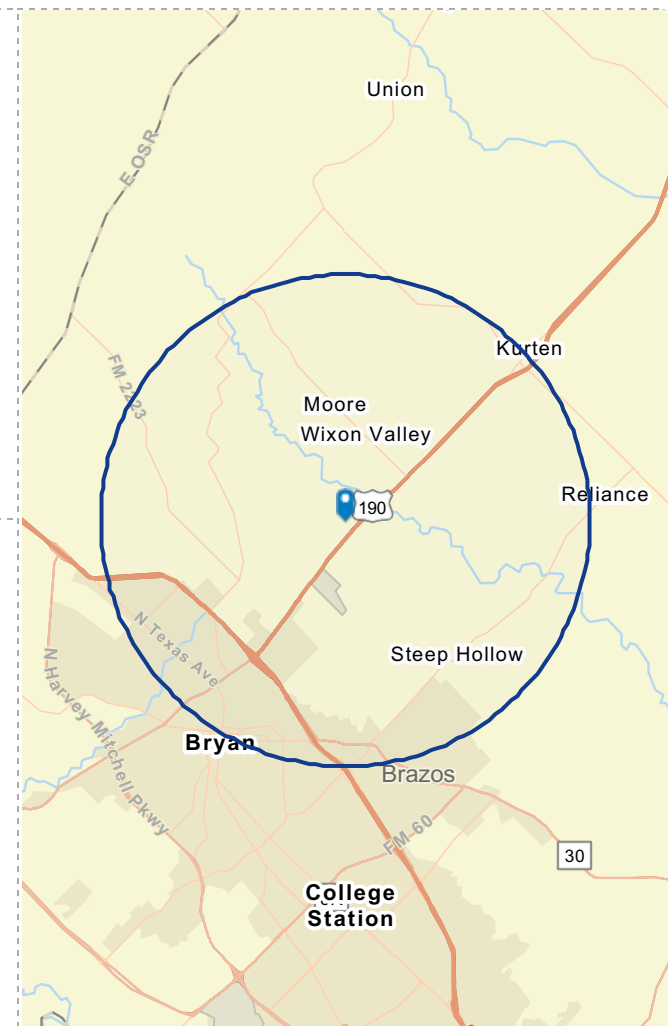 Union
E OSR
Kurten
FM 2223
Moore
Wixon Valley
Reliance
190
N Texas Ave
Steep Hollow
N Harvey Mitchell Pkwy
Bryan
Brazos
FM 60
30
College
Station